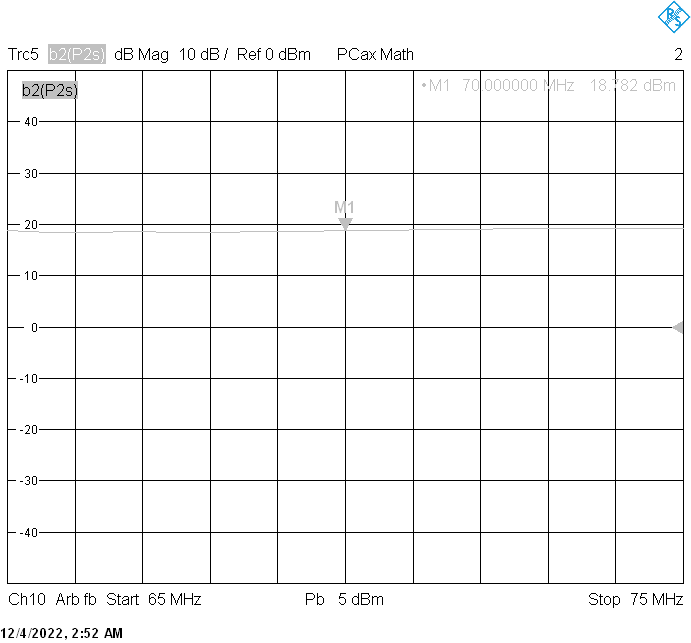 R&S
Trc5 b2(P2s) dB Mag 10 dB / Ref 0 dBm PCax Math 2
b2(P2s) •M1 70.000000 MHz 18.782 dBm
40
30
M1
20
10
0
-10
-20
-30
-40
Ch10 Arb fb Start 65 MHz Pb 5 dBm Stop 75 MHz
12/4/2022, 2:52 AM